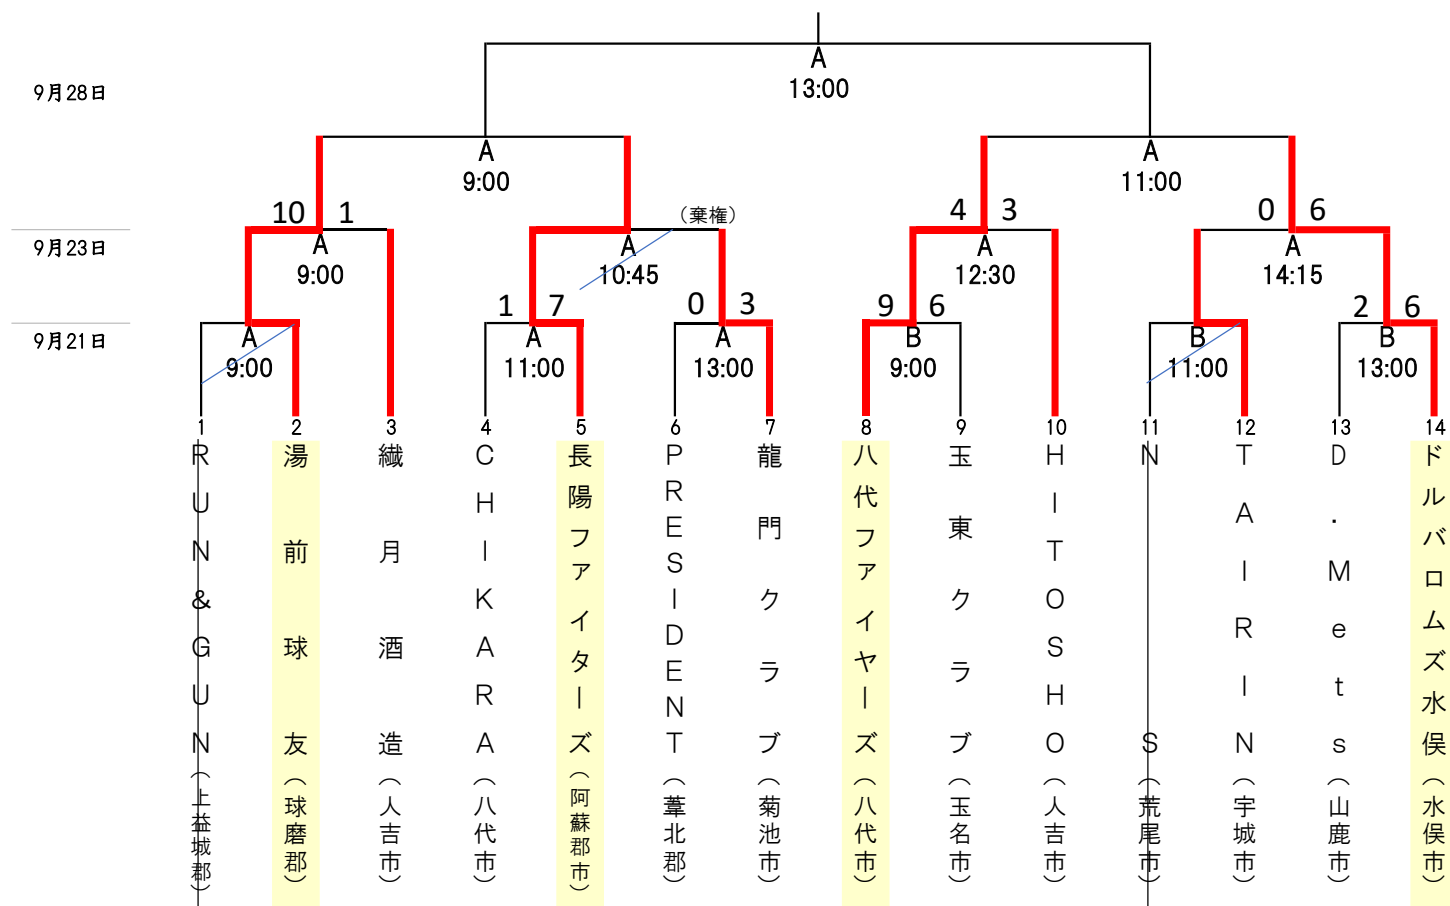 A
13:00
9月28日
A
9:00
A
11:00
10 1
(棄権)
4 3
0 6
9月23日
A
9:00
A
10:45
A
12:30
A
14:15
1 7
0 3
9 6
2 6
9月21日
A
9:00
A
11:00
A
13:00
B
9:00
B
11:00
B
13:00
1 2 3 4 5 6 7 8 9 10 11 12 13 14
RUN&GUN(上益城郡)
湯前球友(球磨郡)
繊月酒造(人吉市)
CHIKARA(八代市)
長陽ファイターズ(阿蘇郡市)
PRESIDENT(葦北郡)
龍門クラブ(菊池市)
八代ファイヤーズ(八代市)
玉東クラブ(玉名市)
HITOSHO(人吉市)
NS(荒尾市)
TAIRIN(宇城市)
D.Mets(山鹿市)
ドルバロムズ水俣(水俣市)